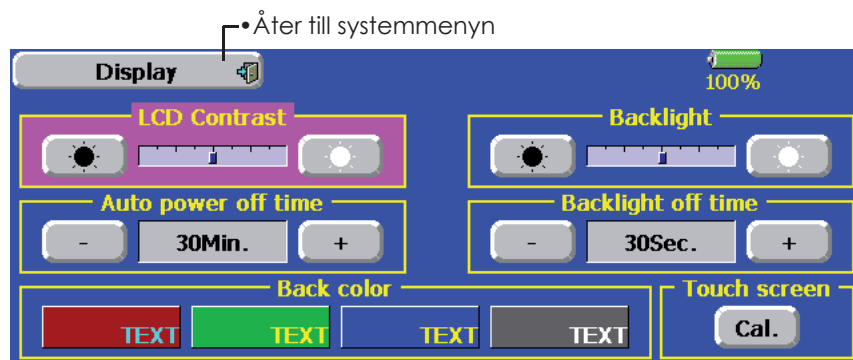 •Åter till systemmenyn
Display
100%
LCD Contrast
Backlight
Auto power off time
Backlight off time
- 30Min. +
- 30Sec. +
Back color
Touch screen
TEXT TEXT TEXT TEXT
Cal.